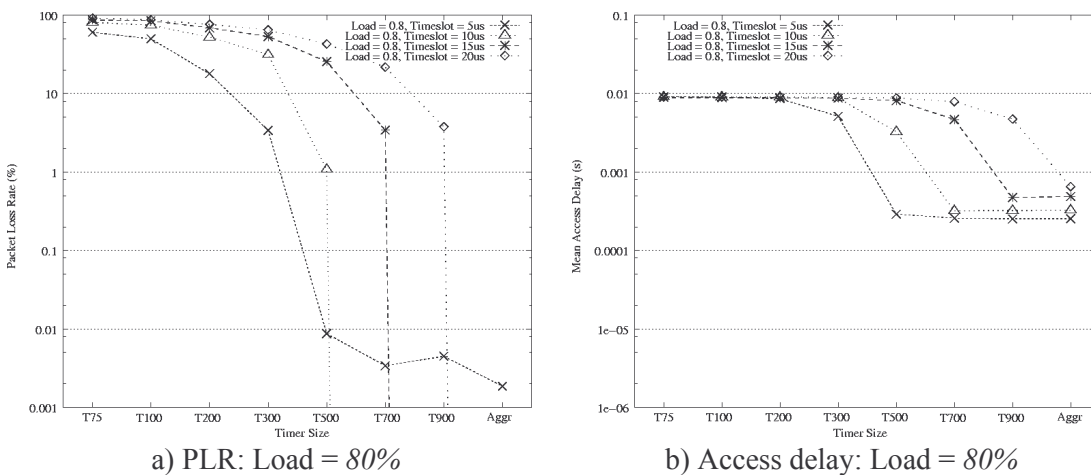 100
10
1
0.1
0.01
0.001
Packet Losss Rate (%)
Load = 0.8, Timeslot = 5us
Load = 0.8, Timeslot = 10us
Load = 0.8, Timeslot = 15us
Load = 0.8, Timeslot = 20us
T75 T100 T200 T300 T500 T700 T900 Aggr
Timer Size
a) PLR: Load = 80%
0.1
0.01
0.001
0.0001
1e-05
1e-06
Mean Access Delay (s)
Load = 0.8, Timeslot = 5us
Load = 0.8, Timeslot = 10us
Load = 0.8, Timeslot = 15us
Load = 0.8, Timeslot = 20us
T75 T100 T200 T300 T500 T700 T900 Aggr
Timer Size
b) Access delay: Load = 80%